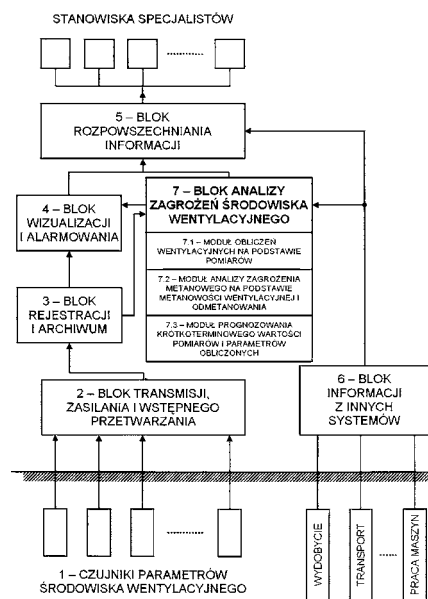 STANOWISKA SPECJALISTÓW
5 – BLOK
ROZPOWSZECHNIANIA
INFORMACJI
4 – BLOK
WIZUALIZACJI
I ALARMOWANIA
7 – BLOK ANALIZY
ZAGROŻEŃ ŚRODOWISKA
WENTYLACYJNEGO
7.1 – MODUŁ OBLICZEŃ
WENTYLACYJNYCH NA PODSTAWIE
POMIARÓW
7.2 – MODUŁ ANALIZY ZAGROŻENIA
METANOWEGO NA PODSTAWIE
METANOWOŚCI WENTYLACYJNEJ I
ODMETANOWANIA
7.3 – MODUŁ PROGNOZOWANIA
KRÓTKOTERMINOWEGO WARTOŚCI
POMIARÓW I PARAMETRÓW
OBLICZONYCH
3 – BLOK
REJESTRACJI
I ARCHIWUM
2 – BLOK TRANSMISJI,
ZASILANIA I WSTĘPNEGO
PRZETWARZANIA
6 – BLOK
INFORMACJI
Z INNYCH
SYSTEMÓW
WYDOBYCIE
TRANSPORT
PRACA MASZYN
1 – CZUJNIKI PARAMETRÓW
ŚRODOWISKA WENTYLACYJNEGO